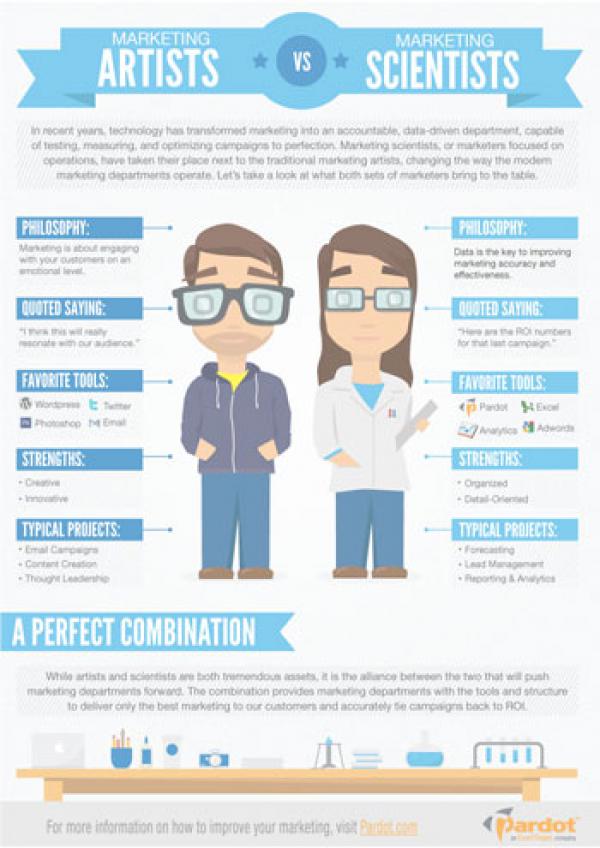 MARKETING
ARTISTS
VS
MARKETING
SCIENTISTS
In recent years, technology has transformed marketing into an accountable, data-driven department, capable
of testing, measuring, and optimizing campaigns to perfection. Marketing scientists, or marketers focused on
operations, have taken their place next to the traditional marketing artists, changing the way the modern
marketing departments operate. Let's take a look at what both sets of marketers bring to the table.
PHILOSOPHY:
Marketing is about engaging
with your customers on an
emotional level.
QUOTED SAYING:
"I think this will really
resonate with our audience."
FAVORITE TOOLS:
Wordpress Twitter
Photoshop Email
STRENGTHS:
• Creative
• Innovative
TYPICAL PROJECTS:
• Email Campaigns
• Content Creation
• Thought Leadership
PHILOSOPHY:
Data is the key to improving
marketing accuracy and
effectiveness.
QUOTED SAYING:
"Here are the ROI numbers
for that last campaign."
FAVORITE TOOLS:
Pardot Excel
Analytics Adwords
STRENGTHS:
• Organized
• Detail-Oriented
TYPICAL PROJECTS:
• Forecasting
• Lead Management
• Reporting & Analytics
A PERFECT COMBINATION
While artists and scientists are both tremendous assets, it is the alliance between the two that will push
marketing departments forward. The combination provides marketing departments with the tools and structure
to deliver only the best marketing to our customers and accurately tie campaigns back to ROI.
For more information on how to improve your marketing, visit Pardot.com
pardot
an ExactTarget company